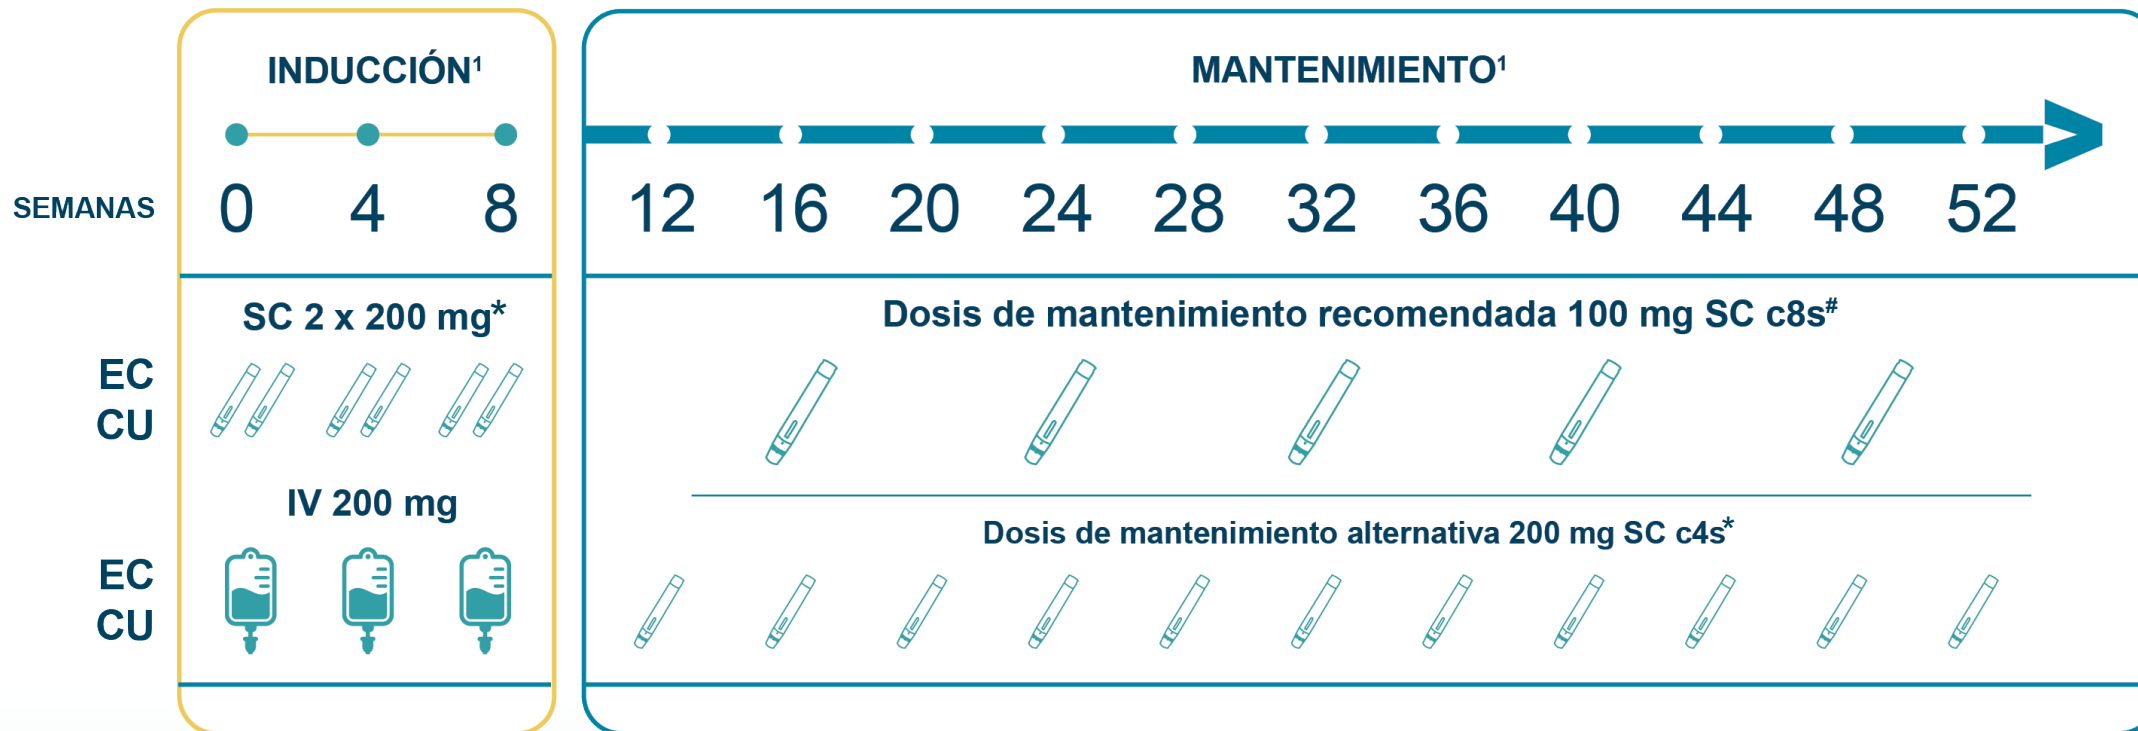 INDUCCIÓN¹
MANTENIMIENTO¹
SEMANAS 0 4 8 12 16 20 24 28 32 36 40 44 48 52
SC 2 x 200 mg*
Dosis de mantenimiento recomendada 100 mg SC c8s#
EC
CU
IV 200 mg
Dosis de mantenimiento alternativa 200 mg SC c4s*
EC
CU